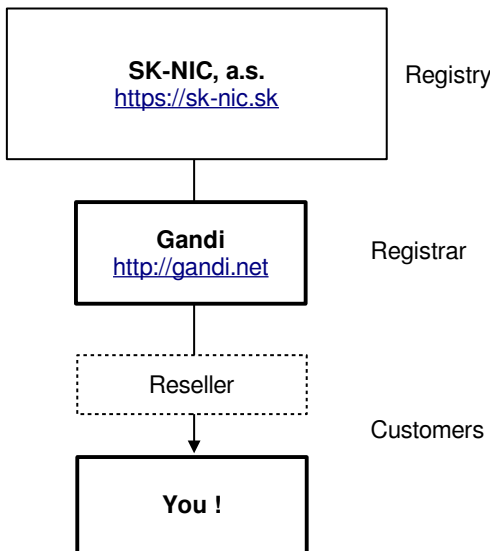 SK-NIC, a.s.
https://sk-nic.sk
Registry
Gandi
http://gandi.net
Registrar
Reseller
Customers
You !